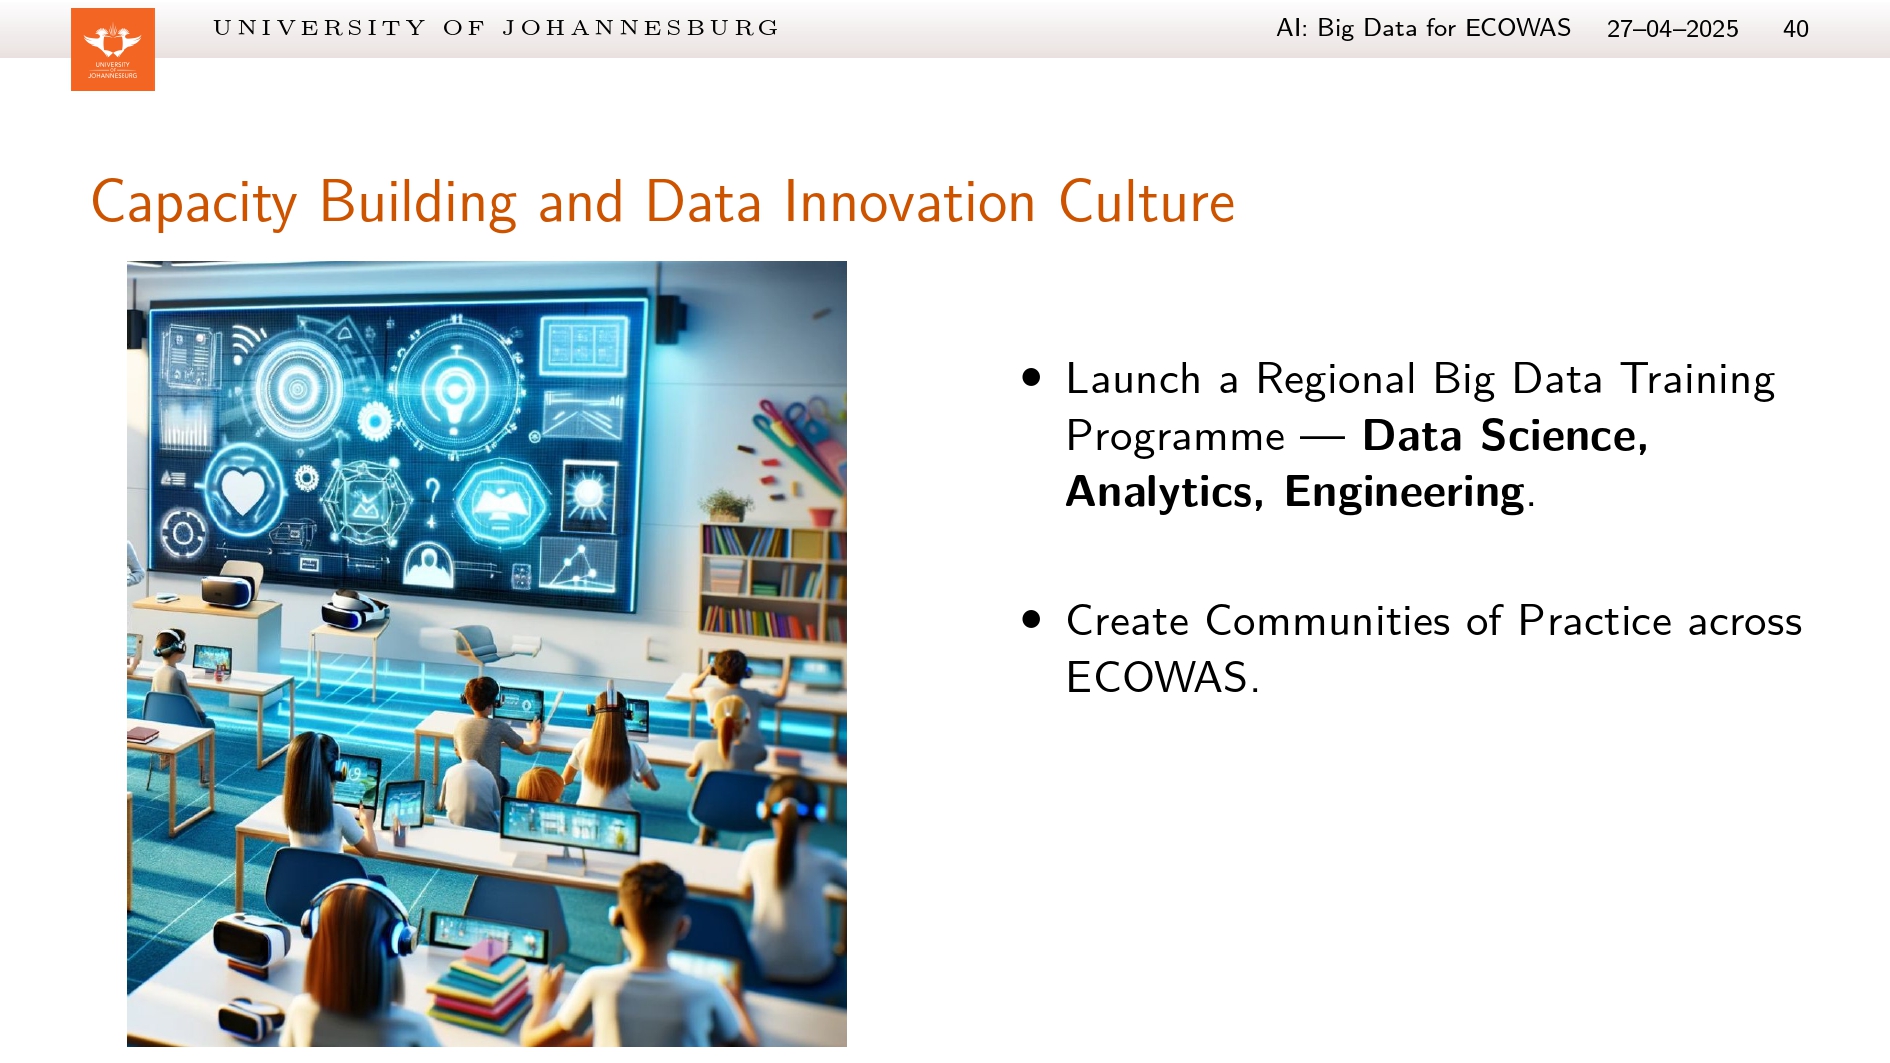 UNIVERSITY OF JOHANNESBURG
AI: Big Data for ECOWAS 27–04–2025 40
UNIVERSITY
OF
JOHANNESBURG
Capacity Building and Data Innovation Culture
• Launch a Regional Big Data Training
Programme — Data Science,
Analytics, Engineering.
• Create Communities of Practice across
ECOWAS.